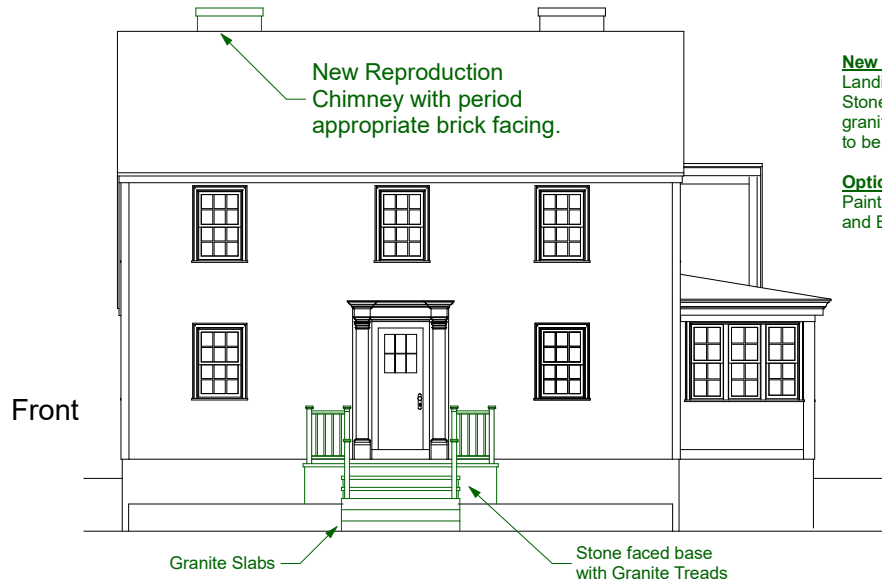 New Reproduction
Chimney with period
appropriate brick facing.
New
Landi
Stone
granit
to be
Optio
Paint
and E
Front
Granite Slabs
Stone faced base
with Granite Treads